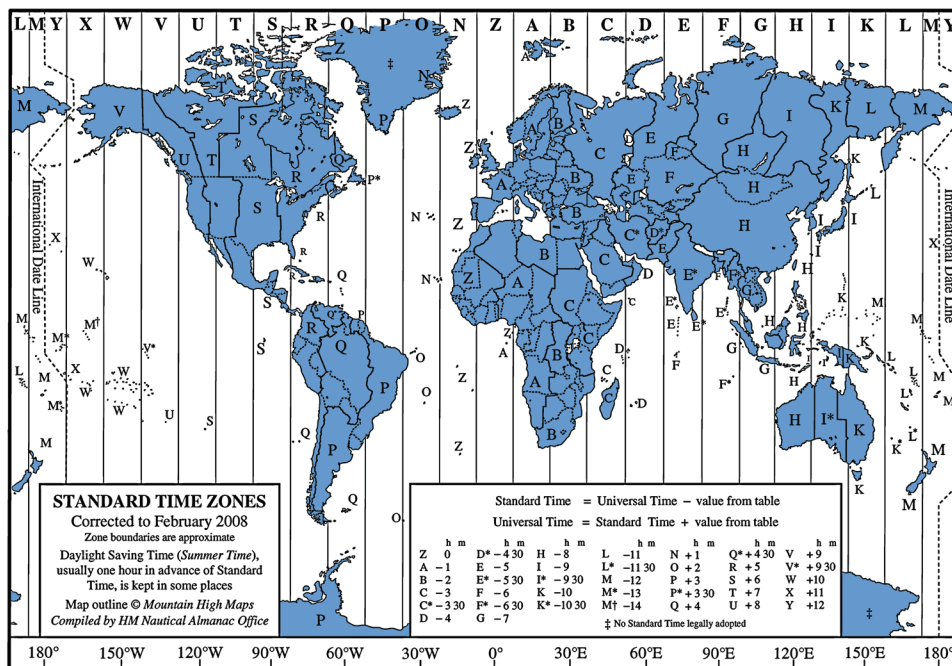 L M Y X W V U T S R Q P O N Z A B C D E F G H I K L M Y
International Date Line
International Date Line
STANDARD TIME ZONES
Corrected to February 2008
Zone boundaries are approximate
Daylight Saving Time (Summer Time),
usually one hour in advance of Standard
Time, is kept in some places
Map outline © Mountain High Maps
Compiled by HM Nautical Almanac Office
Standard Time = Universal Time − value from table
Universal Time = Standard Time + value from table
h m h m h m h m h m h m h m
Z 0 D* − 4 30 H − 8 L −11 N + 1 Q* + 4 30 V + 9
A − 1 E − 5 I − 9 L* −11 30 O + 2 R + 5 V* + 9 30
B − 2 E* − 5 30 I* − 9 30 M −12 P + 3 S + 6 W +10
C − 3 F − 6 K −10 M* −13 P* + 3 30 T + 7 X +11
C* − 3 30 F* − 6 30 K* −10 30 M† −14 Q + 4 U + 8 Y +12
D − 4 G − 7 ‡ No Standard Time legally adopted
180° 150°W 120°W 90°W 60°W 30°W 0° 30°E 60°E 90°E 120°E 150°E 180°